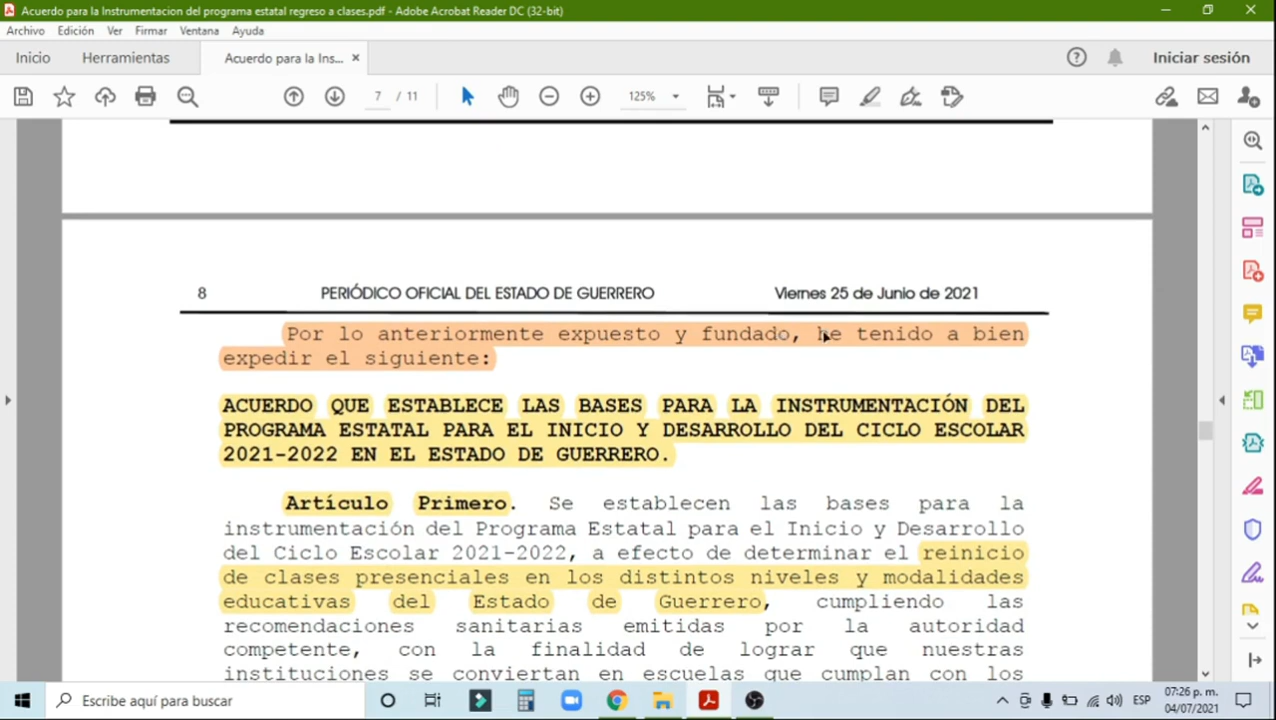 Acuerdo para la Instrumentacion del programa estatal regreso a clases.pdf - Adobe Acrobat Reader DC (32-bit)
Archivo Edición Ver Firmar Ventana Ayuda
Inicio Herramientas Acuerdo para la Ins... × Iniciar sesión
7 / 11 125%
8 PERIÓDICO OFICIAL DEL ESTADO DE GUERRERO Viernes 25 de Junio de 2021
Por lo anteriormente expuesto y fundado, he tenido a bien
expedir el siguiente:
ACUERDO QUE ESTABLECE LAS BASES PARA LA INSTRUMENTACIÓN DEL
PROGRAMA ESTATAL PARA EL INICIO Y DESARROLLO DEL CICLO ESCOLAR
2021-2022 EN EL ESTADO DE GUERRERO.
Artículo Primero. Se establecen las bases para la
instrumentación del Programa Estatal para el Inicio y Desarrollo
del Ciclo Escolar 2021-2022, a efecto de determinar el reinicio
de clases presenciales en los distintos niveles y modalidades
educativas del Estado de Guerrero, cumpliendo las
recomendaciones sanitarias emitidas por la autoridad
competente, con la finalidad de lograr que nuestras
instituciones se conviertan en escuelas que cumplan con los
Escribe aquí para buscar ESP 07:26 p. m.
04/07/2021